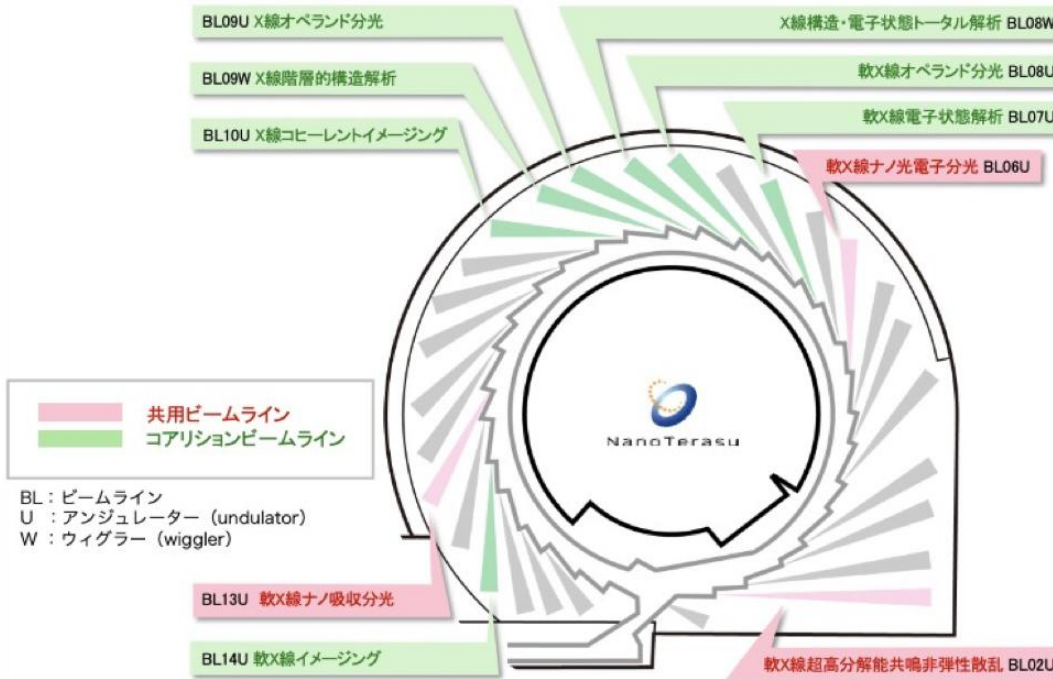 BL09U X線オペランド分光
X線構造・電子状態トータル解析 BL08W
BL09W X線階層的構造解析
軟X線オペランド分光 BL08U
BL10U X線コヒーレントイメージング
軟X線電子状態解析 BL07U
軟X線ナノ光電子分光 BL06U
NanoTerasu
共用ビームライン
コアリションビームライン
BL：ビームライン
U ：アンジュレーター（undulator）
W ：ウィグラー（wiggler）
BL13U 軟X線ナノ吸収分光
BL14U 軟X線イメージング
軟X線超高分解能共鳴非弾性散乱 BL02U